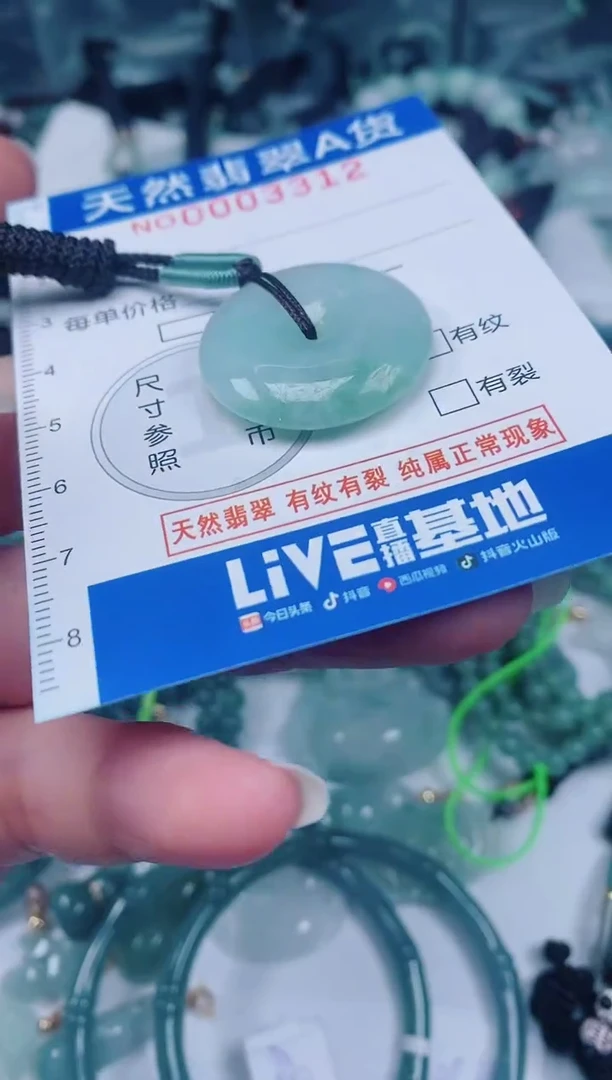 天然翡翠A货
NO0003312
每单价格
3
4
5
6
7
8
尺寸参照
币
有纹
有裂
天然翡翠 有纹有裂 纯属正常现象
LiVE直播基地
今日头条 抖音 西瓜视频 抖音火山版